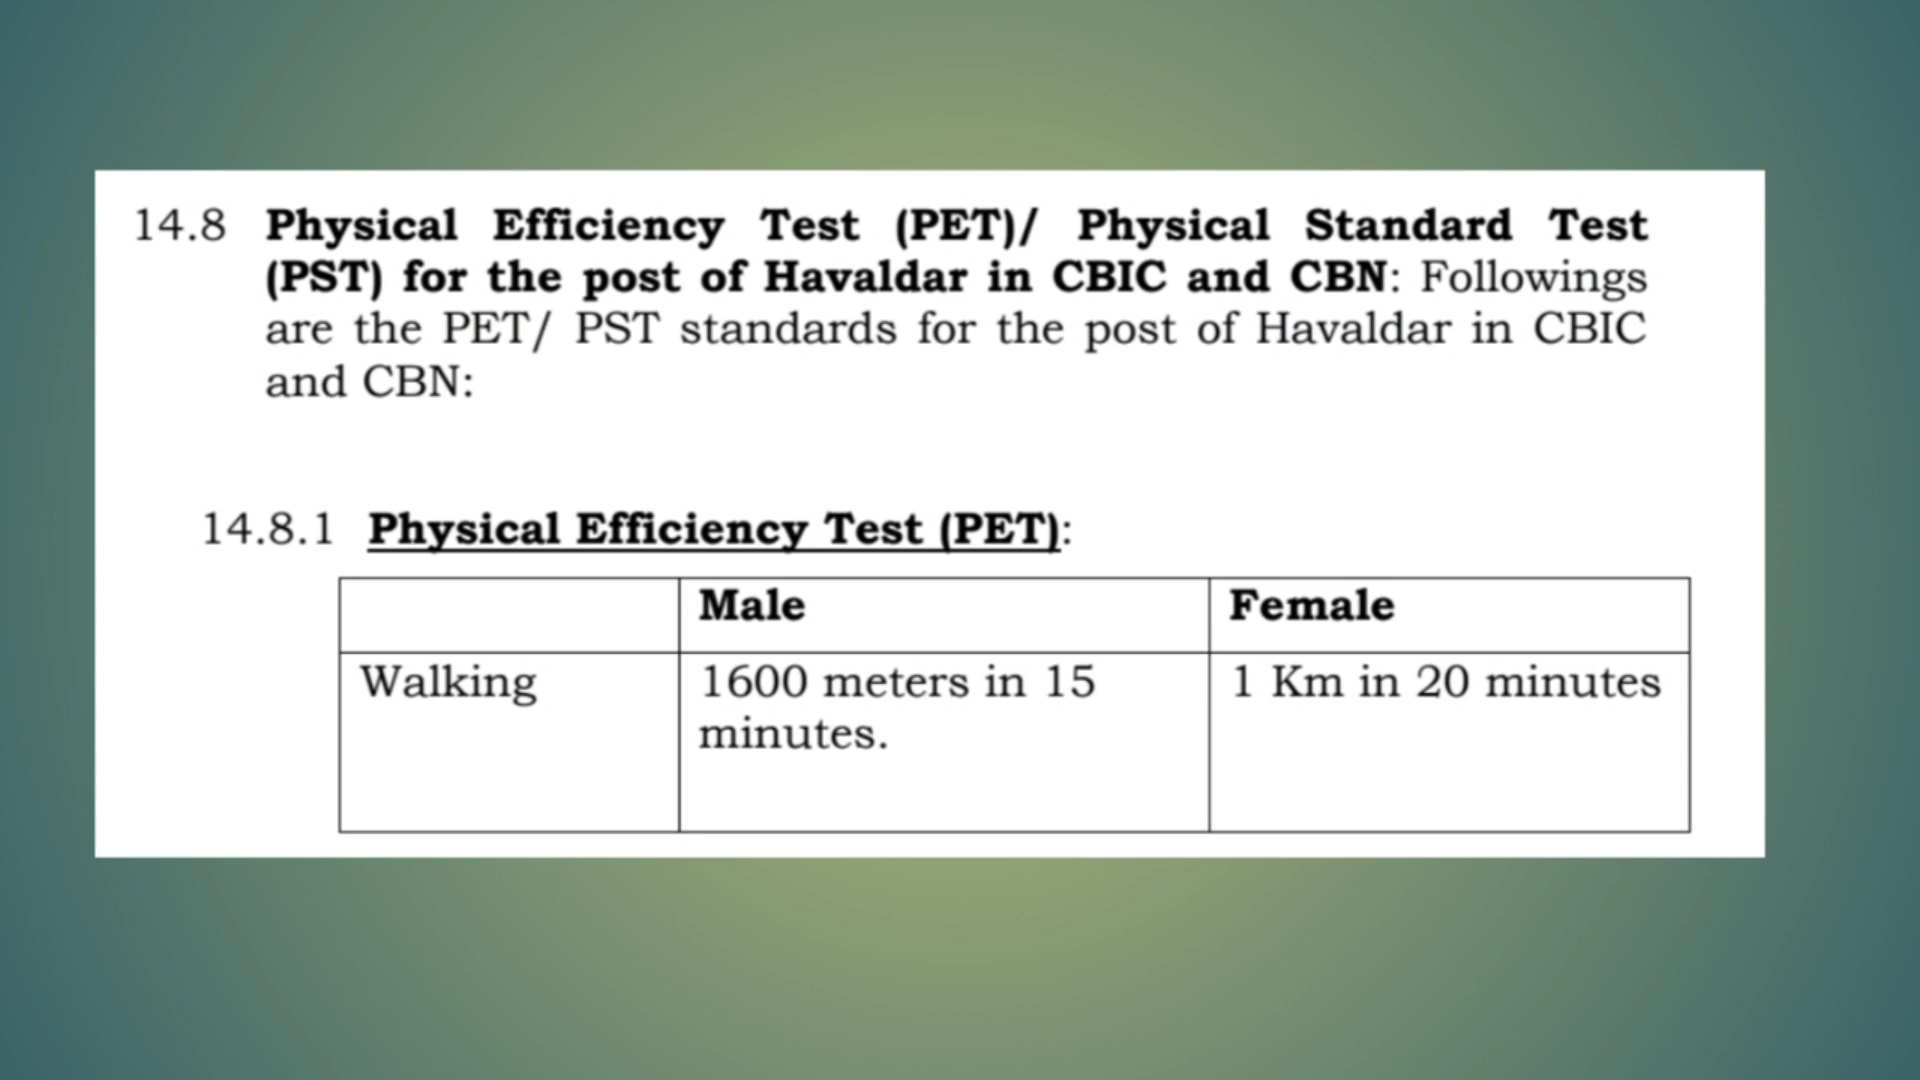 14.8 Physical Efficiency Test (PET)/ Physical Standard Test
(PST) for the post of Havaldar in CBIC and CBN: Followings
are the PET/ PST standards for the post of Havaldar in CBIC
and CBN:
14.8.1 Physical Efficiency Test (PET):
Male Female
Walking 1600 meters in 15 1 Km in 20 minutes
minutes.